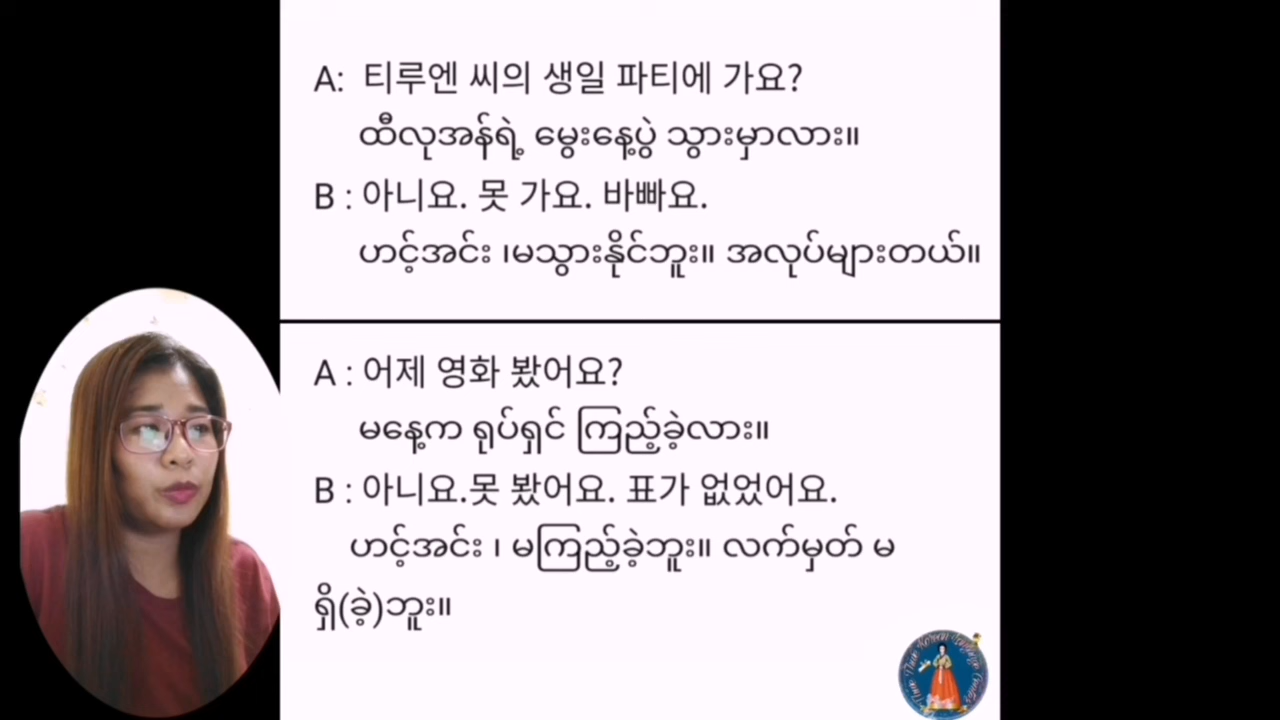 A: 티루엔 씨의 생일 파티에 가요?
ထီလုအန်ရဲ့ မွေးနေ့ပွဲ သွားမှာလား။
B : 아니요. 못 가요. 바빠요.
ဟင့်အင်း ၊မသွားနိုင်ဘူး။ အလုပ်များတယ်။
A : 어제 영화 봤어요?
မနေ့က ရုပ်ရှင် ကြည့်ခဲ့လား။
B : 아니요.못 봤어요. 표가 없었어요.
ဟင့်အင်း ၊ မကြည့်ခဲ့ဘူး။ လက်မှတ် မ
ရှိ(ခဲ့)ဘူး။